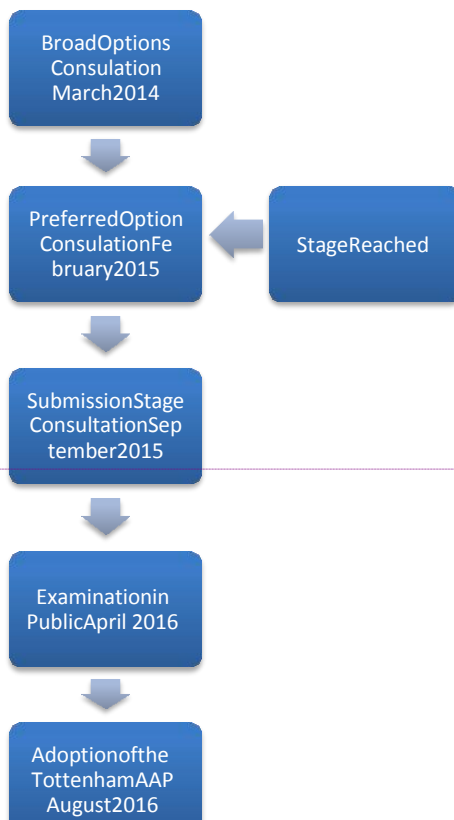 BroadOptions
Consulation
March2014
PreferredOption
ConsulationFe
bruary2015
StageReached
SubmissionStage
ConsultationSep
tember2015
Examinationin
PublicApril 2016
Adoptionofthe
TottenhamAAP
August2016